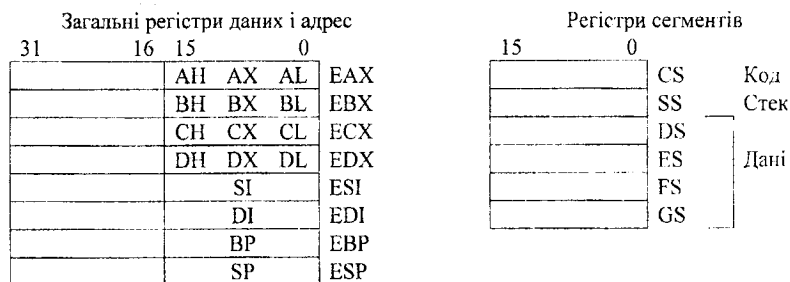 Загальні регістри даних і адрес
31 16 15 0
AH AX AL EAX
BH BX BL EBX
CH CX CL ECX
DH DX DL EDX
SI ESI
DI EDI
BP EBP
SP ESP
Регістри сегментів
15 0
CS Код
SS Стек
DS
ES Дані
FS
GS